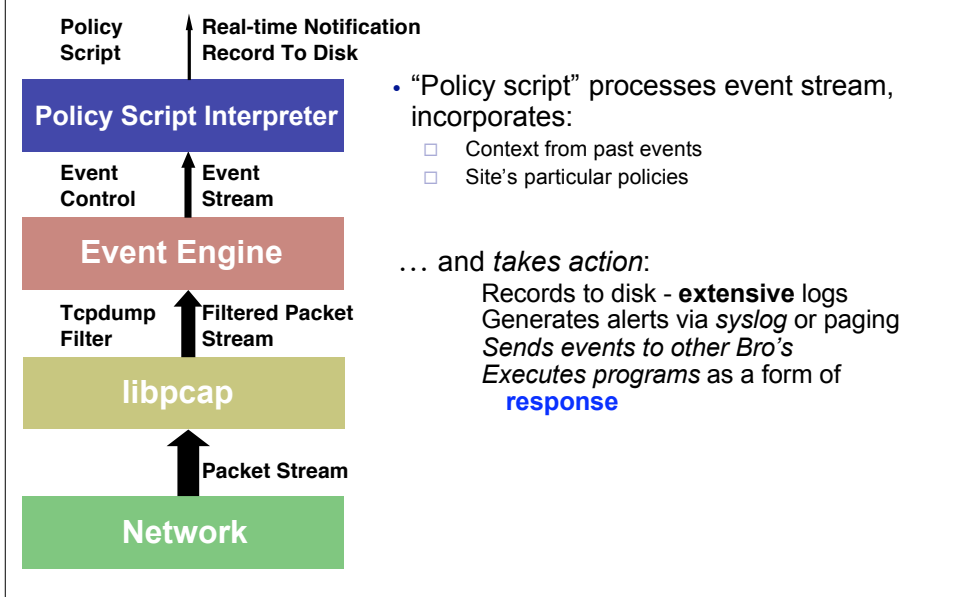 Policy
Script
Real-time Notification
Record To Disk
Policy Script Interpreter
Event
Control
Event
Stream
Event Engine
Tcpdump
Filter
Filtered Packet
Stream
libpcap
Packet Stream
Network
• “Policy script” processes event stream,
incorporates:
□ Context from past events
□ Site’s particular policies
… and takes action:
Records to disk - extensive logs
Generates alerts via syslog or paging
Sends events to other Bro’s
Executes programs as a form of
response